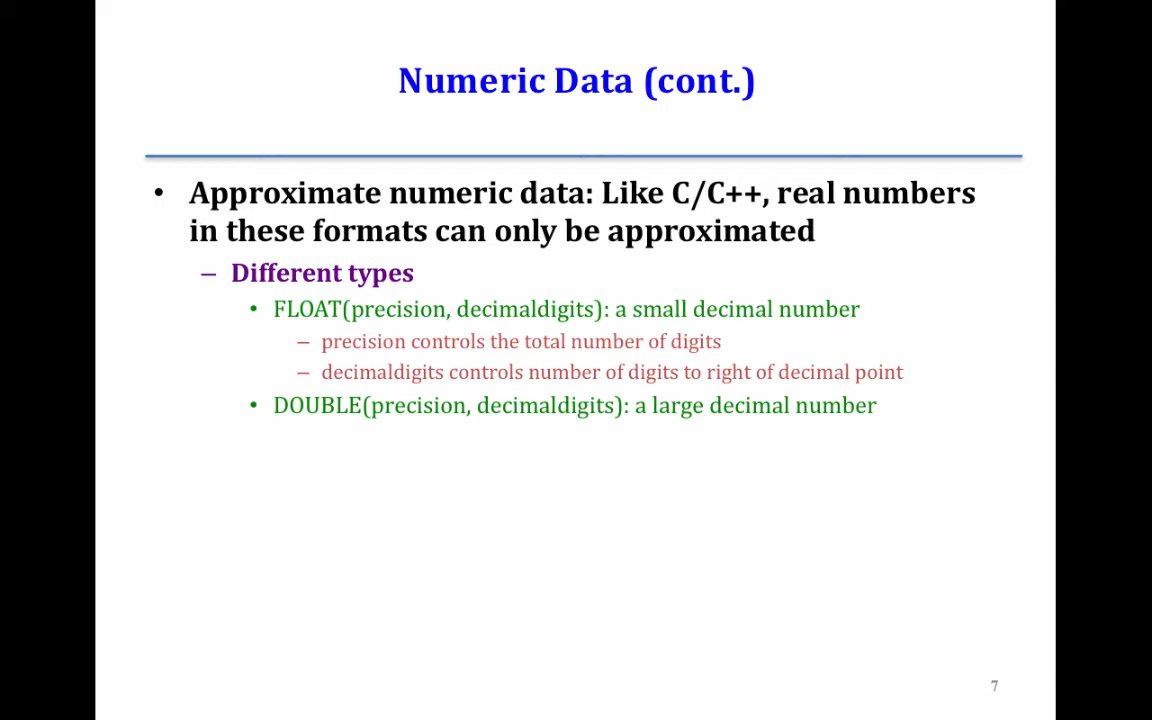 Numeric Data (cont.)
• Approximate numeric data: Like C/C++, real numbers
in these formats can only be approximated
– Different types
• FLOAT(precision, decimaldigits): a small decimal number
– precision controls the total number of digits
– decimaldigits controls number of digits to right of decimal point
• DOUBLE(precision, decimaldigits): a large decimal number
7